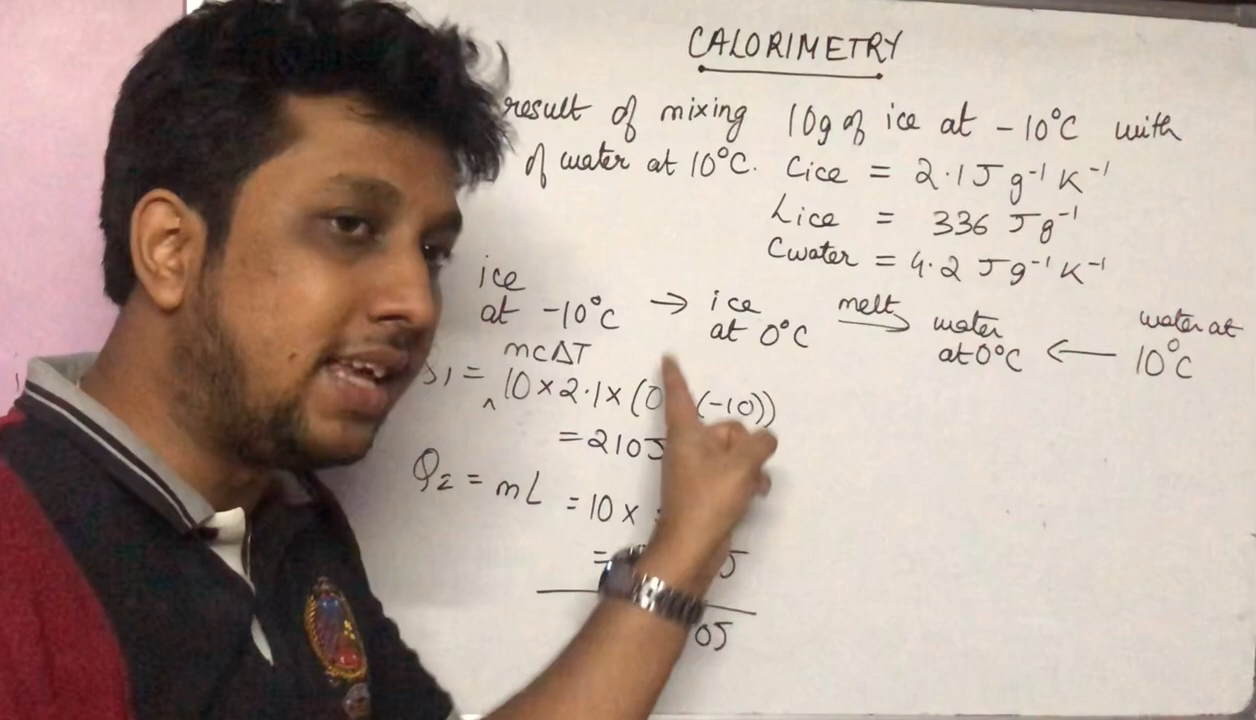 CALORIMETRY
result of mixing 10g of ice at -10°C with
of water at 10°C. Cice = 2.1 J g⁻¹ K⁻¹
Lice = 336 J g⁻¹
Cwater = 4.2 J g⁻¹ K⁻¹
ice at -10°C → ice at 0°C melt → water at 0°C ← water at 10°C
mcΔT
= 10 × 2.1 × (0 (-10))
= 210J
Q₂ = mL = 10 ×
= J
0J